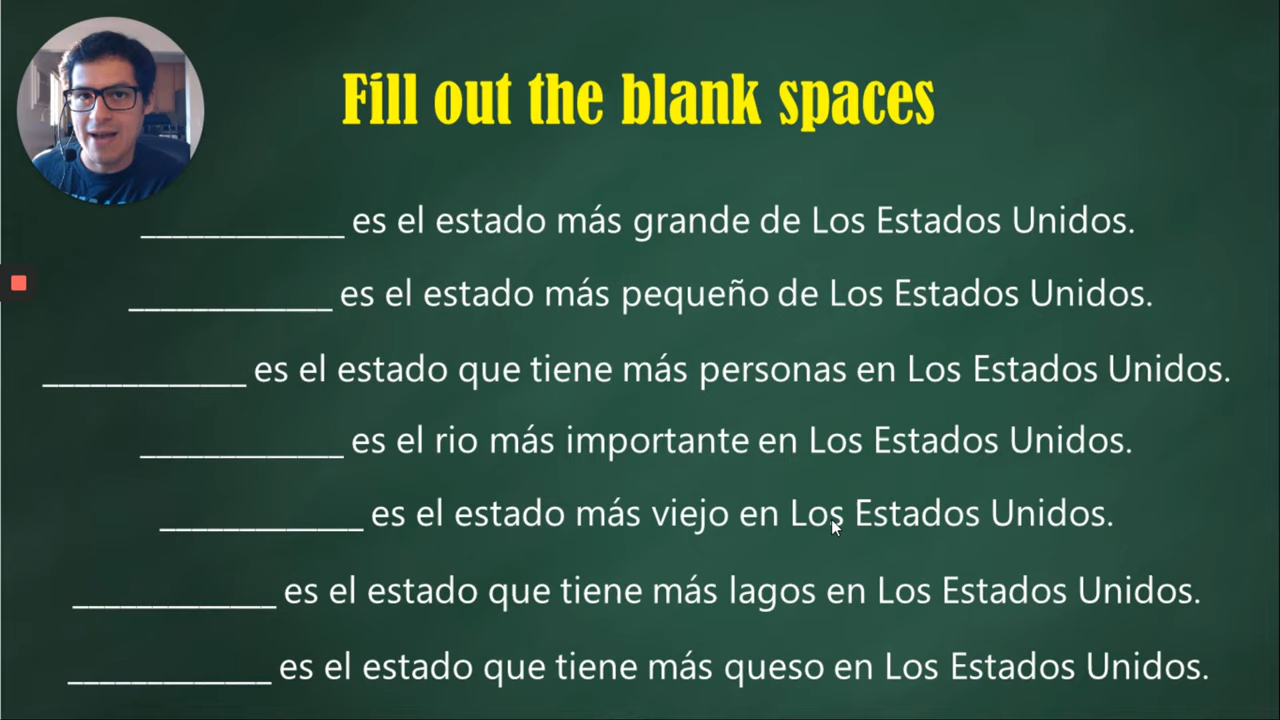 Fill out the blank spaces
_____________ es el estado más grande de Los Estados Unidos.
_____________ es el estado más pequeño de Los Estados Unidos.
_____________ es el estado que tiene más personas en Los Estados Unidos.
_____________ es el rio más importante en Los Estados Unidos.
_____________ es el estado más viejo en Los Estados Unidos.
_____________ es el estado que tiene más lagos en Los Estados Unidos.
_____________ es el estado que tiene más queso en Los Estados Unidos.